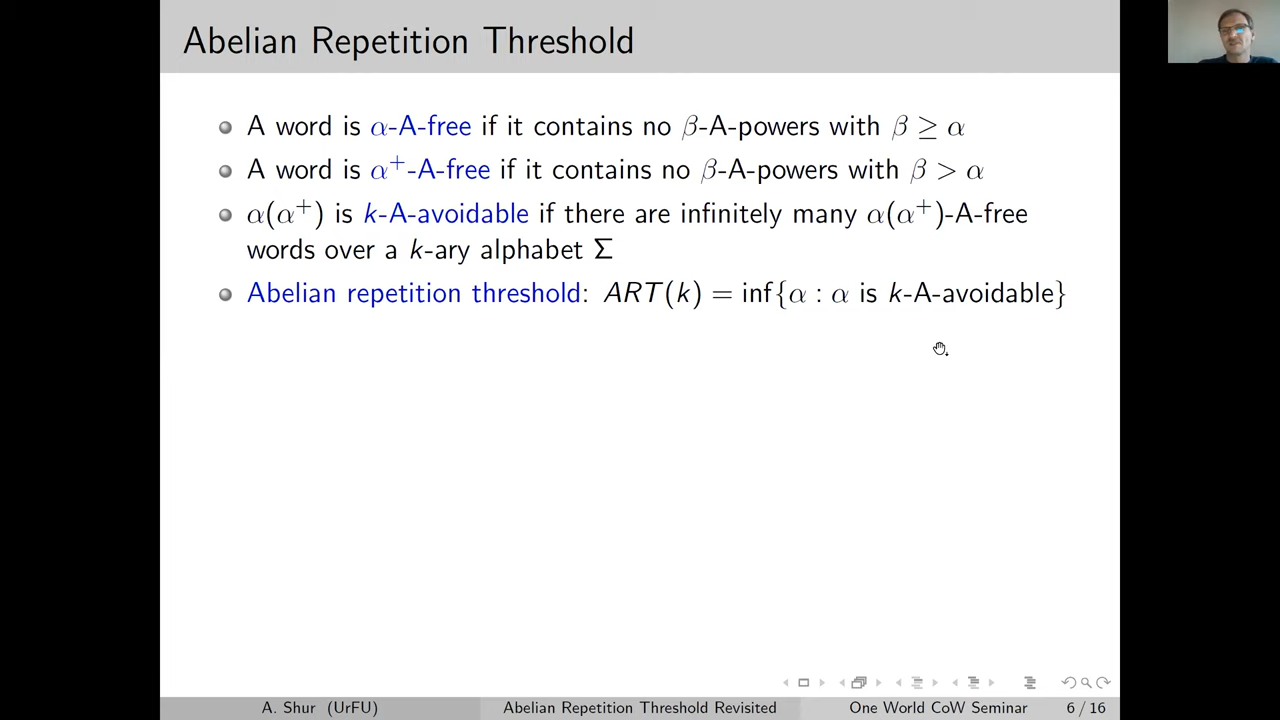 Abelian Repetition Threshold
A word is α-A-free if it contains no β-A-powers with β ≥ α
A word is α⁺-A-free if it contains no β-A-powers with β > α
α(α⁺) is k-A-avoidable if there are infinitely many α(α⁺)-A-free
words over a k-ary alphabet Σ
Abelian repetition threshold: ART(k) = inf{α : α is k-A-avoidable}
A. Shur (UrFU) Abelian Repetition Threshold Revisited One World CoW Seminar 6 / 16